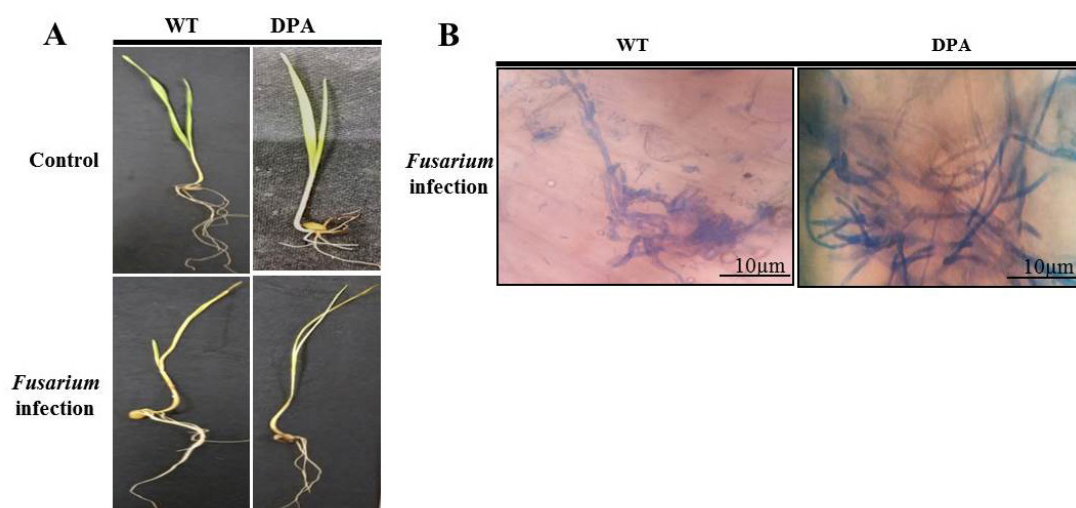 A
WT DPA
Control
Fusarium
infection
B
WT DPA
Fusarium
infection
10µm 10µm